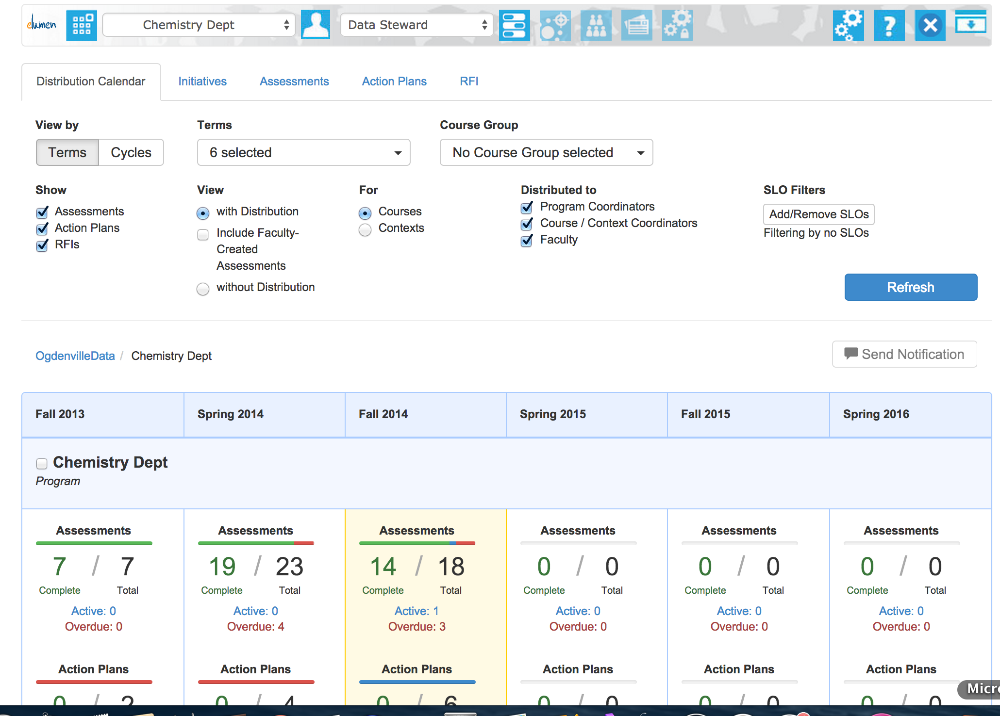 elumen
Chemistry Dept
Data Steward
?
Distribution Calendar
Initiatives
Assessments
Action Plans
RFI
View by
Terms
Course Group
Terms
Cycles
6 selected
No Course Group selected
Show
View
For
Distributed to
SLO Filters
Assessments
Action Plans
RFIs
with Distribution
Include Faculty-
Created
Assessments
without Distribution
Courses
Contexts
Program Coordinators
Course / Context Coordinators
Faculty
Add/Remove SLOs
Filtering by no SLOs
Refresh
OgdenvilleData / Chemistry Dept
Send Notification
Fall 2013
Spring 2014
Fall 2014
Spring 2015
Fall 2015
Spring 2016
Chemistry Dept
Program
Assessments
7 / 7
Complete Total
Active: 0
Overdue: 0
Action Plans
0 / 2
Assessments
19 / 23
Complete Total
Active: 0
Overdue: 4
Action Plans
0 / 4
Assessments
14 / 18
Complete Total
Active: 1
Overdue: 3
Action Plans
0 / 6
Assessments
0 / 0
Complete Total
Active: 0
Overdue: 0
Action Plans
0 / 0
Assessments
0 / 0
Complete Total
Active: 0
Overdue: 0
Action Plans
0 / 0
Assessments
0 / 0
Complete Total
Active: 0
Overdue: 0
Action Plans
0 / 0